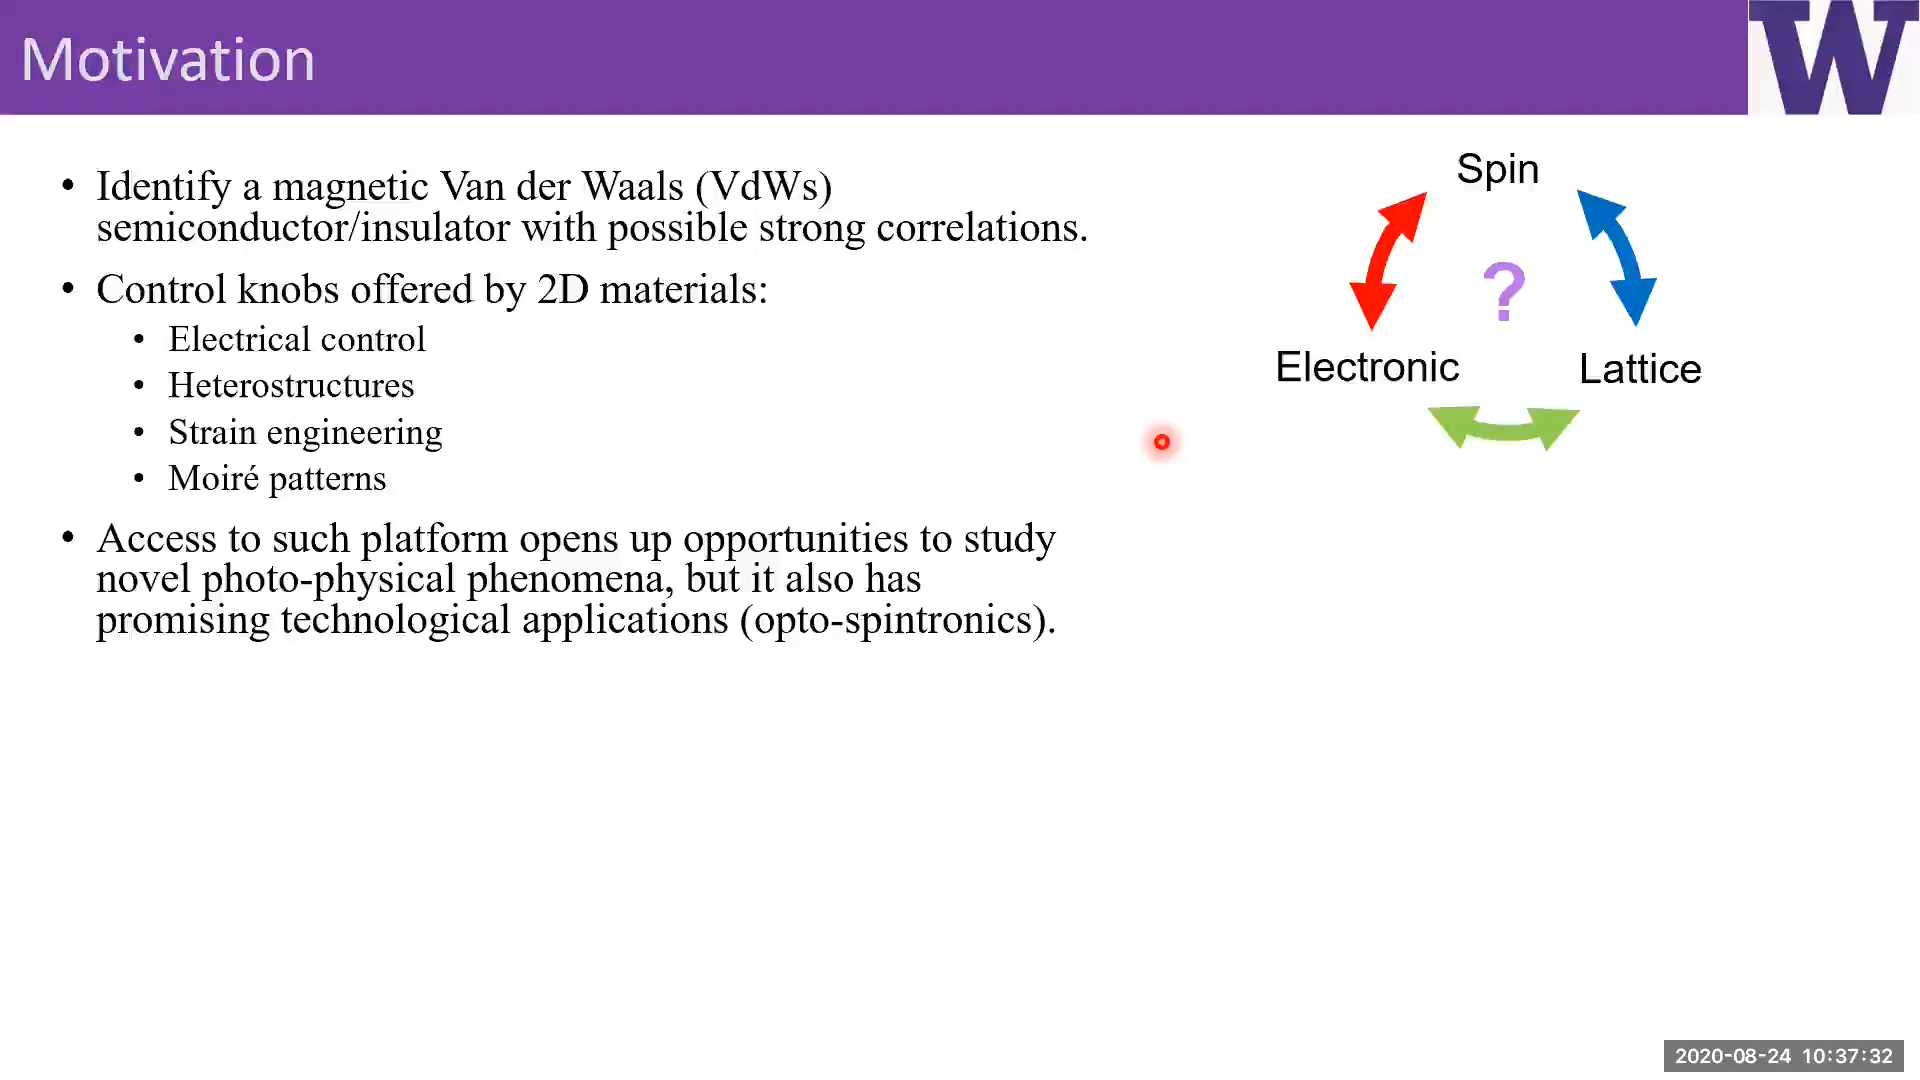 Motivation
W
• Identify a magnetic Van der Waals (VdWs)
semiconductor/insulator with possible strong correlations.
• Control knobs offered by 2D materials:
• Electrical control
• Heterostructures
• Strain engineering
• Moiré patterns
• Access to such platform opens up opportunities to study
novel photo-physical phenomena, but it also has
promising technological applications (opto-spintronics).
Spin
?
Electronic
Lattice
2020-08-24 10:37:32